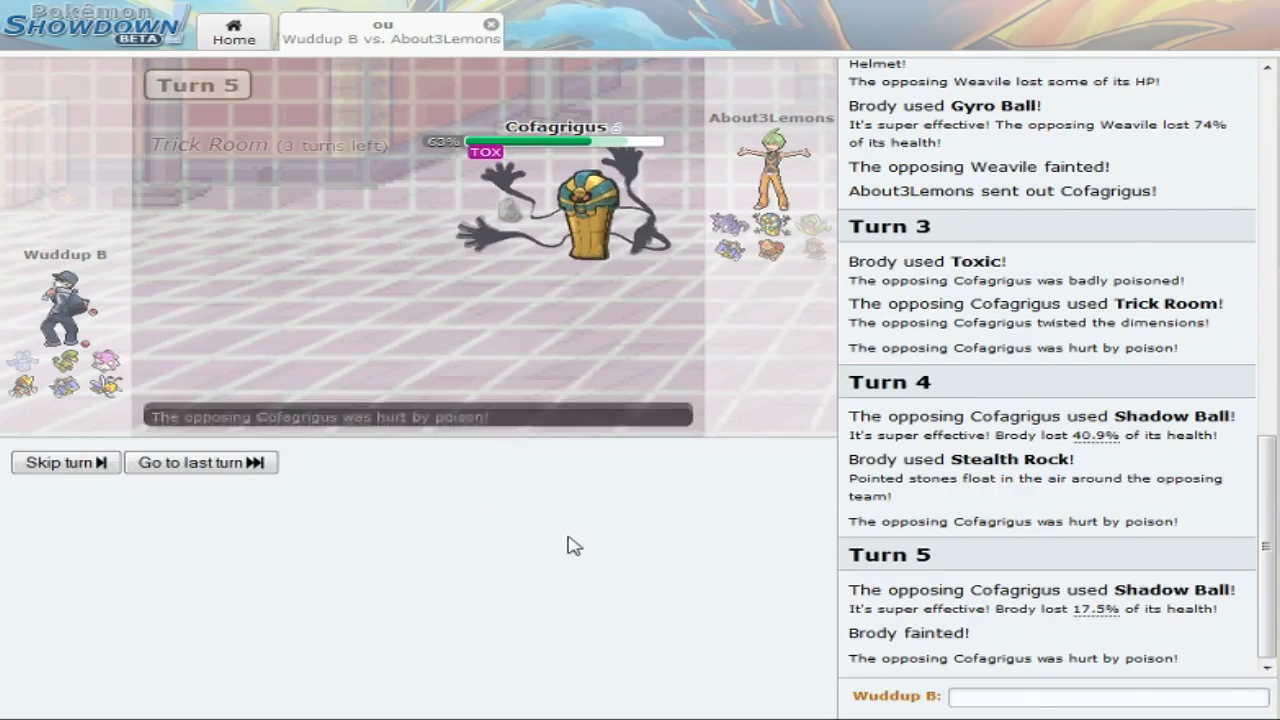 Pokémon
SHOWDOWN
BETA
Home
ou
Wuddup B vs. About3Lemons
Turn 5
Trick Room (3 turns left)
Cofagrigus
63%
TOX
About3Lemons
Wuddup B
The opposing Cofagrigus was hurt by poison!
Skip turn
Go to last turn
Helmet!
The opposing Weavile lost some of its HP!
Brody used Gyro Ball!
It's super effective! The opposing Weavile lost 74%
of its health!
The opposing Weavile fainted!
About3Lemons sent out Cofagrigus!
Turn 3
Brody used Toxic!
The opposing Cofagrigus was badly poisoned!
The opposing Cofagrigus used Trick Room!
The opposing Cofagrigus twisted the dimensions!
The opposing Cofagrigus was hurt by poison!
Turn 4
The opposing Cofagrigus used Shadow Ball!
It's super effective! Brody lost 40.9% of its health!
Brody used Stealth Rock!
Pointed stones float in the air around the opposing
team!
The opposing Cofagrigus was hurt by poison!
Turn 5
The opposing Cofagrigus used Shadow Ball!
It's super effective! Brody lost 17.5% of its health!
Brody fainted!
The opposing Cofagrigus was hurt by poison!
Wuddup B: